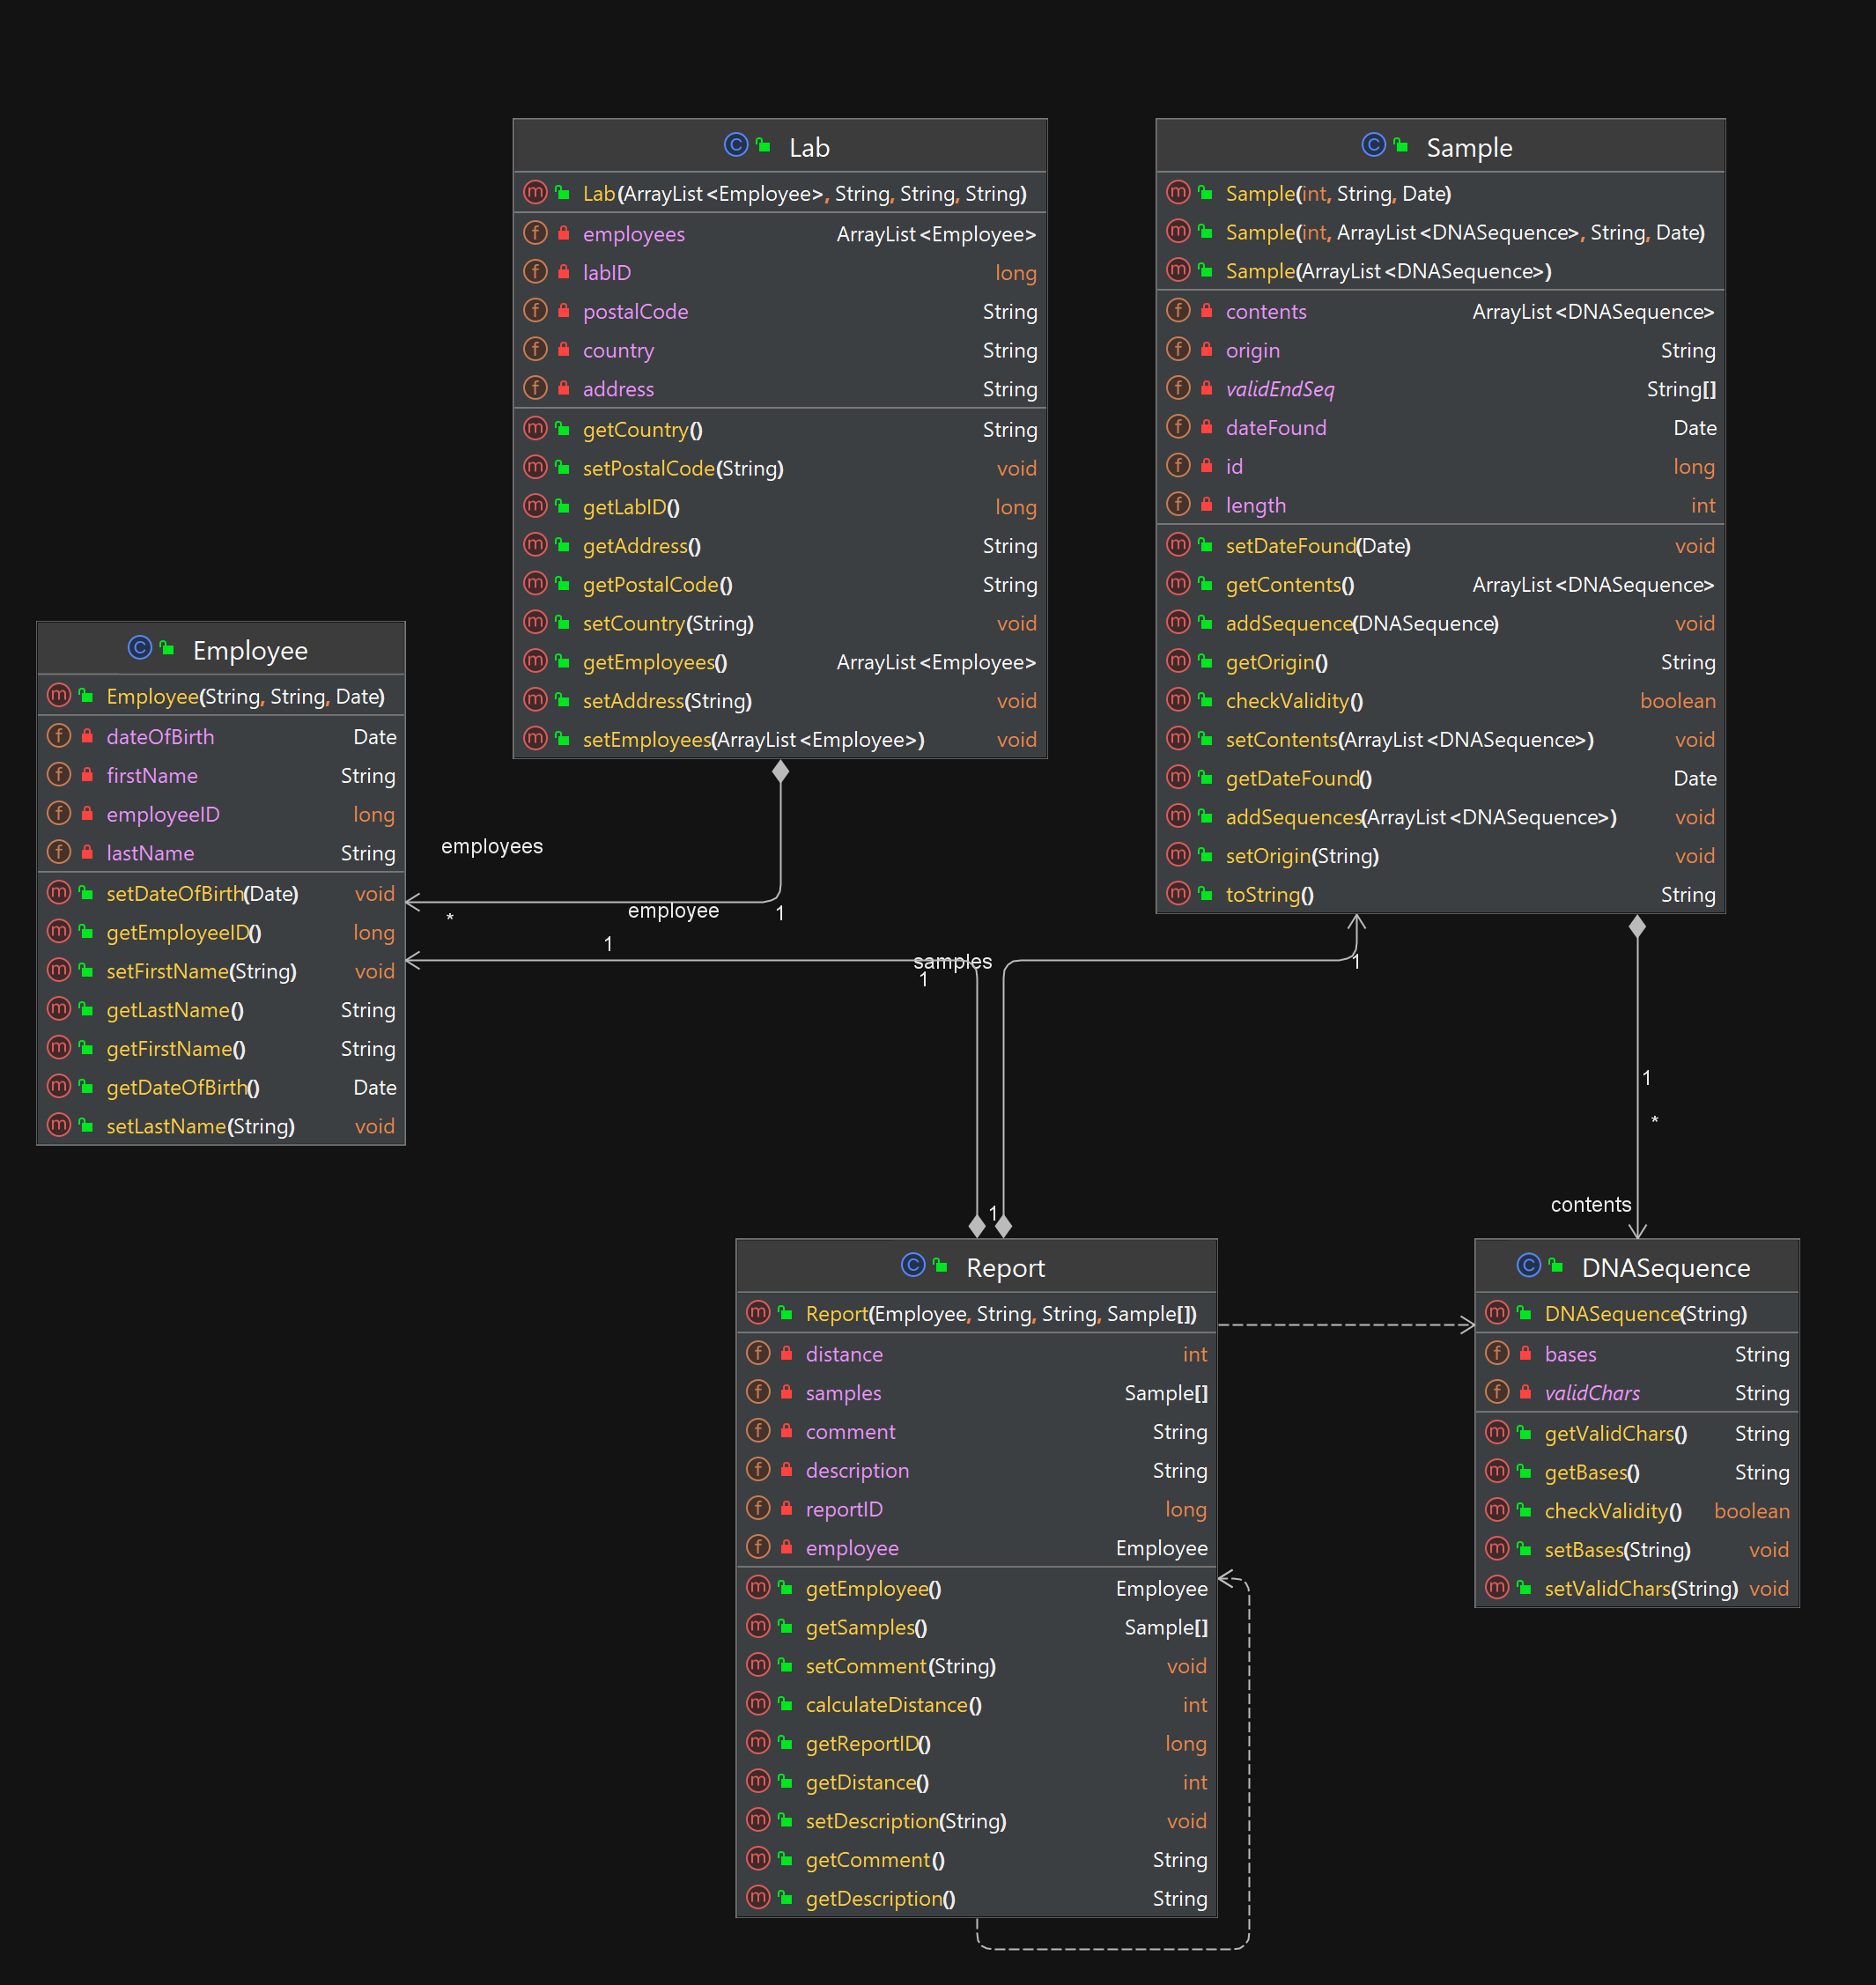 Lab
Lab(ArrayList<Employee>, String, String, String)
employees ArrayList<Employee>
labID long
postalCode String
country String
address String
getCountry() String
setPostalCode(String) void
getLabID() long
getAddress() String
getPostalCode() String
setCountry(String) void
getEmployees() ArrayList<Employee>
setAddress(String) void
setEmployees(ArrayList<Employee>) void
Sample
Sample(int, String, Date)
Sample(int, ArrayList<DNASequence>, String, Date)
Sample(ArrayList<DNASequence>)
contents ArrayList<DNASequence>
origin String
validEndSeq String[]
dateFound Date
id long
length int
setDateFound(Date) void
getContents() ArrayList<DNASequence>
addSequence(DNASequence) void
getOrigin() String
checkValidity() boolean
setContents(ArrayList<DNASequence>) void
getDateFound() Date
addSequences(ArrayList<DNASequence>) void
setOrigin(String) void
toString() String
Employee
Employee(String, String, Date)
dateOfBirth Date
firstName String
employeeID long
lastName String
setDateOfBirth(Date) void
getEmployeeID() long
setFirstName(String) void
getLastName() String
getFirstName() String
getDateOfBirth() Date
setLastName(String) void
employees
*
employee
1
1
samples
1
1
1
*
contents
1
Report
Report(Employee, String, String, Sample[])
distance int
samples Sample[]
comment String
description String
reportID long
employee Employee
getEmployee() Employee
getSamples() Sample[]
setComment(String) void
calculateDistance() int
getReportID() long
getDistance() int
setDescription(String) void
getComment() String
getDescription() String
DNASequence
DNASequence(String)
bases String
validChars String
getValidChars() String
getBases() String
checkValidity() boolean
setBases(String) void
setValidChars(String) void